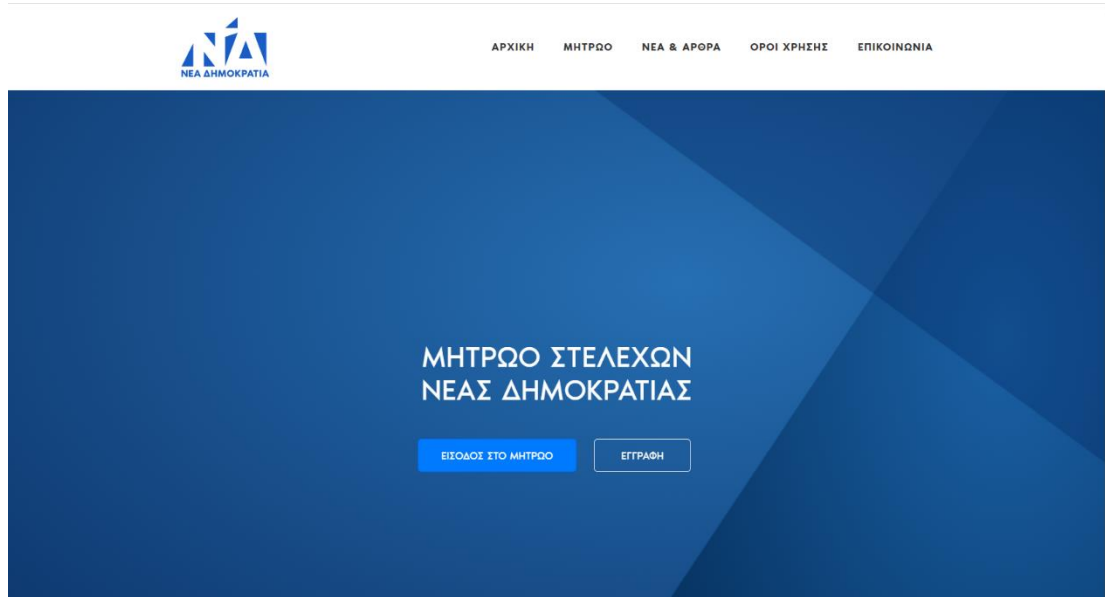 ΝΔ
ΝΕΑ ΔΗΜΟΚΡΑΤΙΑ
ΑΡΧΙΚΗ ΜΗΤΡΩΟ ΝΕΑ & ΑΡΘΡΑ ΟΡΟΙ ΧΡΗΣΗΣ ΕΠΙΚΟΙΝΩΝΙΑ
ΜΗΤΡΩΟ ΣΤΕΛΕΧΩΝ
ΝΕΑΣ ΔΗΜΟΚΡΑΤΙΑΣ
ΕΙΣΟΔΟΣ ΣΤΟ ΜΗΤΡΩΟ ΕΓΓΡΑΦΗ